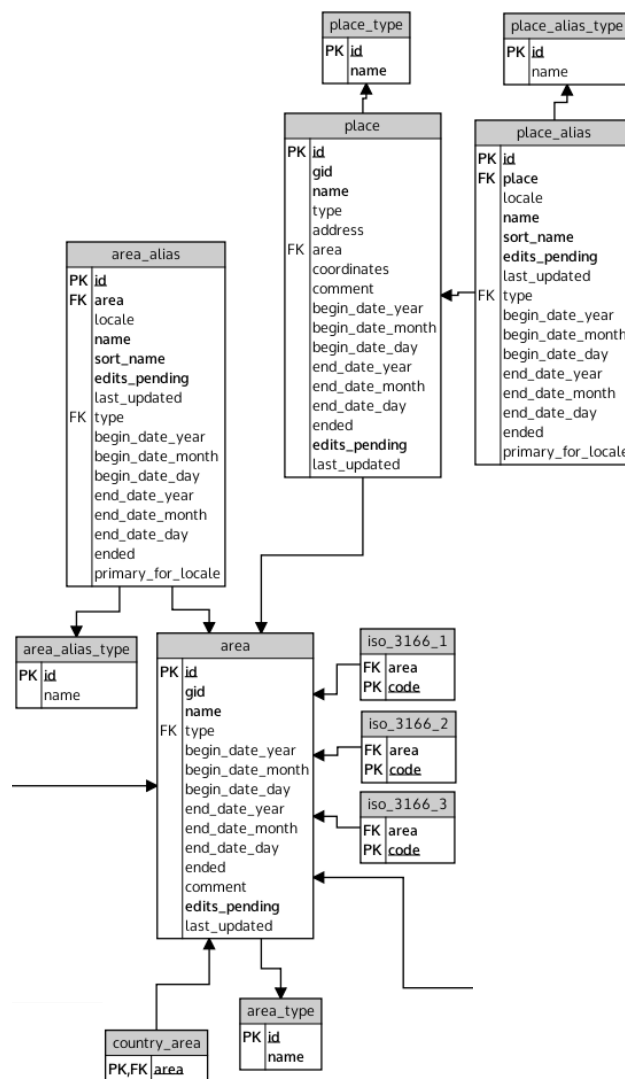 place_type
PK id
name
place_alias_type
PK id
name
place
PK id
gid
name
type
address
FK area
coordinates
comment
begin_date_year
begin_date_month
begin_date_day
end_date_year
end_date_month
end_date_day
ended
edits_pending
last_updated
place_alias
PK id
FK place
locale
name
sort_name
edits_pending
last_updated
FK type
begin_date_year
begin_date_month
begin_date_day
end_date_year
end_date_month
end_date_day
ended
primary_for_locale
area_alias
PK id
FK area
locale
name
sort_name
edits_pending
last_updated
FK type
begin_date_year
begin_date_month
begin_date_day
end_date_year
end_date_month
end_date_day
ended
primary_for_locale
area_alias_type
PK id
name
area
PK id
gid
name
FK type
begin_date_year
begin_date_month
begin_date_day
end_date_year
end_date_month
end_date_day
ended
comment
edits_pending
last_updated
iso_3166_1
FK area
PK code
iso_3166_2
FK area
PK code
iso_3166_3
FK area
PK code
country_area
PK,FK area
area_type
PK id
name